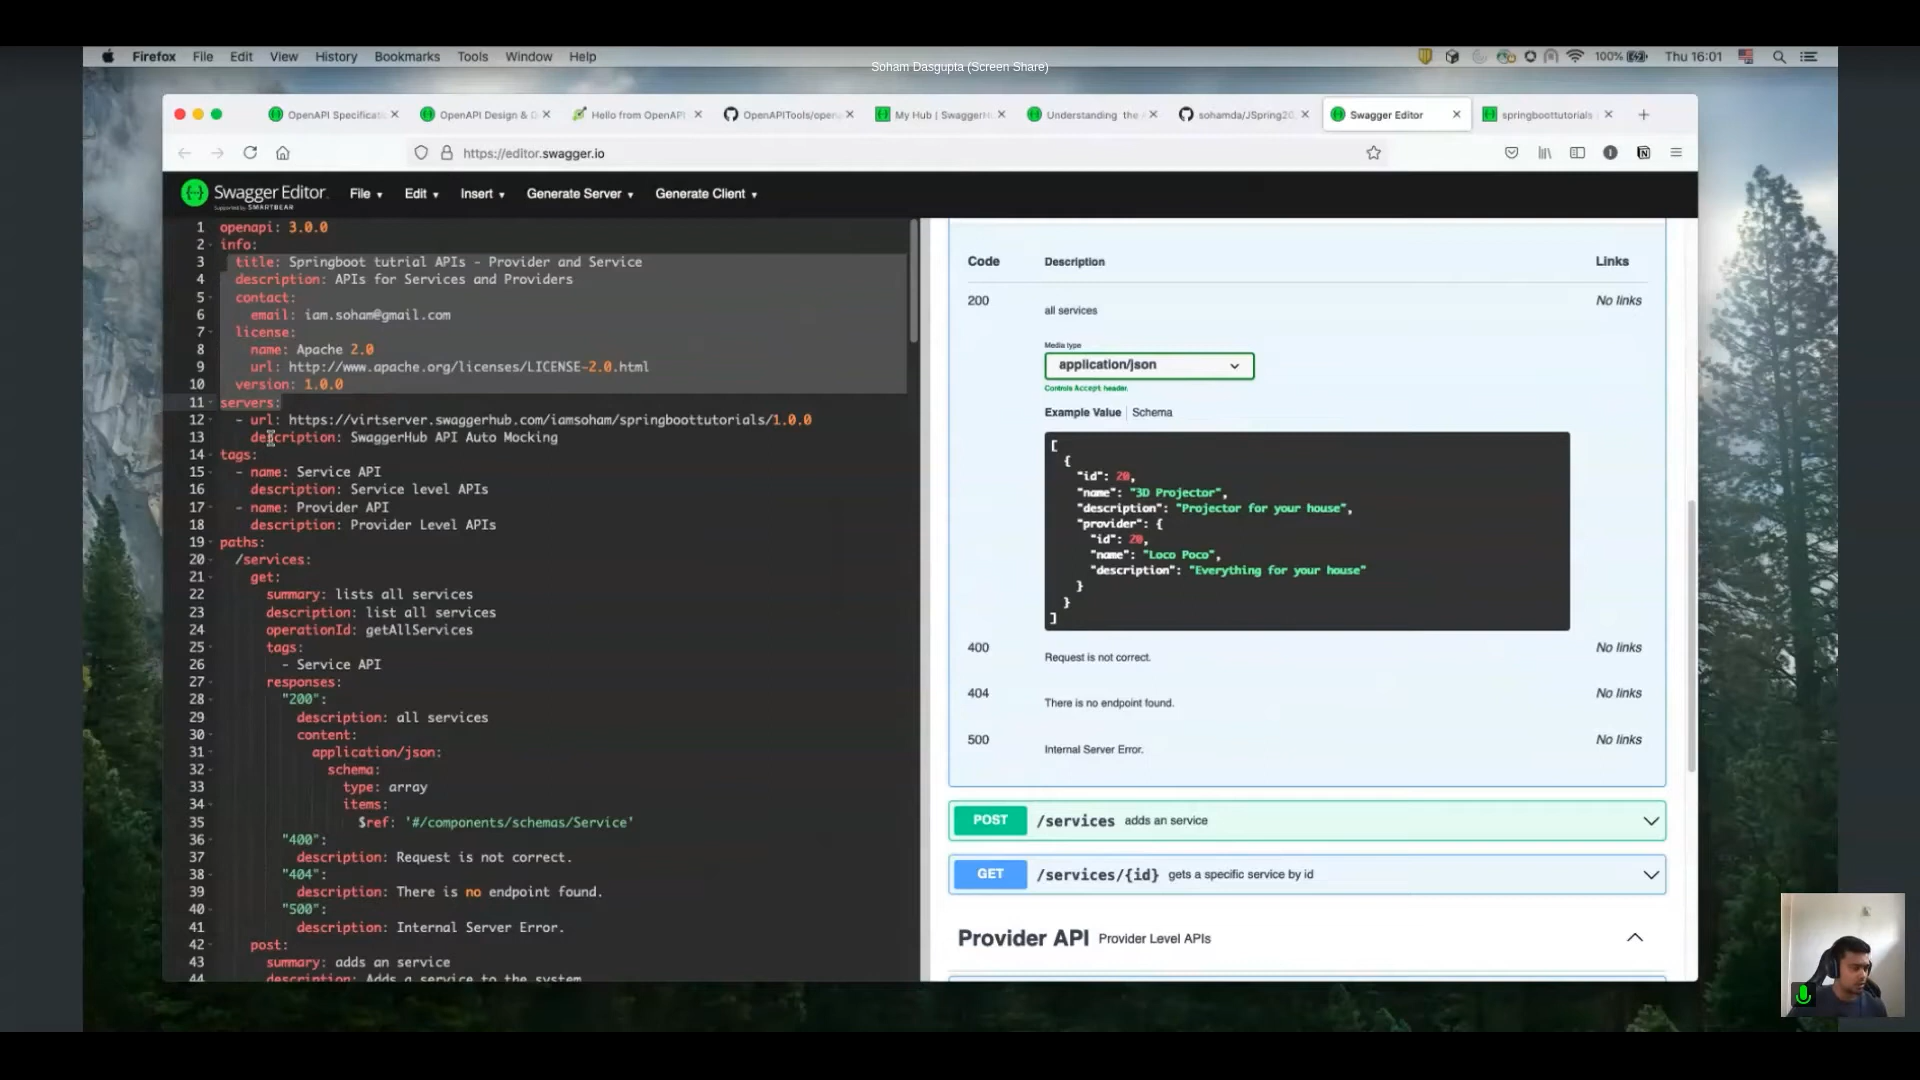 Firefox File Edit View History Bookmarks Tools Window Help
100%
Thu 16:01
Soham Dasgupta (Screen Share)
OpenAPI Specificati
OpenAPI Design & D
Hello from OpenAPI
OpenAPITools/open
My Hub | SwaggerH
Understanding the
sohamda/JSpring20
Swagger Editor
springboottutorials
https://editor.swagger.io
Swagger Editor
Supported by SMARTBEAR
File Edit Insert Generate Server Generate Client
1 openapi: 3.0.0
2 info:
3 title: Springboot tutrial APIs - Provider and Service
4 description: APIs for Services and Providers
5 contact:
6 email: iam.soham@gmail.com
7 license:
8 name: Apache 2.0
9 url: http://www.apache.org/licenses/LICENSE-2.0.html
10 version: 1.0.0
11 servers:
12 - url: https://virtserver.swaggerhub.com/iamsoham/springboottutorials/1.0.0
13 description: SwaggerHub API Auto Mocking
14 tags:
15 - name: Service API
16 description: Service level APIs
17 - name: Provider API
18 description: Provider Level APIs
19 paths:
20 /services:
21 get:
22 summary: lists all services
23 description: list all services
24 operationId: getAllServices
25 tags:
26 - Service API
27 responses:
28 "200":
29 description: all services
30 content:
31 application/json:
32 schema:
33 type: array
34 items:
35 $ref: '#/components/schemas/Service'
36 "400":
37 description: Request is not correct.
38 "404":
39 description: There is no endpoint found.
40 "500":
41 description: Internal Server Error.
42 post:
43 summary: adds an service
44 description: Adds a service to the system
Code Description Links
200 all services No links
Media type
application/json
Controls Accept header.
Example Value | Schema
[
{
"id": 20,
"name": "3D Projector",
"description": "Projector for your house",
"provider": {
"id": 20,
"name": "Loco Poco",
"description": "Everything for your house"
}
}
]
400 Request is not correct. No links
404 There is no endpoint found. No links
500 Internal Server Error. No links
POST /services adds an service
GET /services/{id} gets a specific service by id
Provider API Provider Level APIs